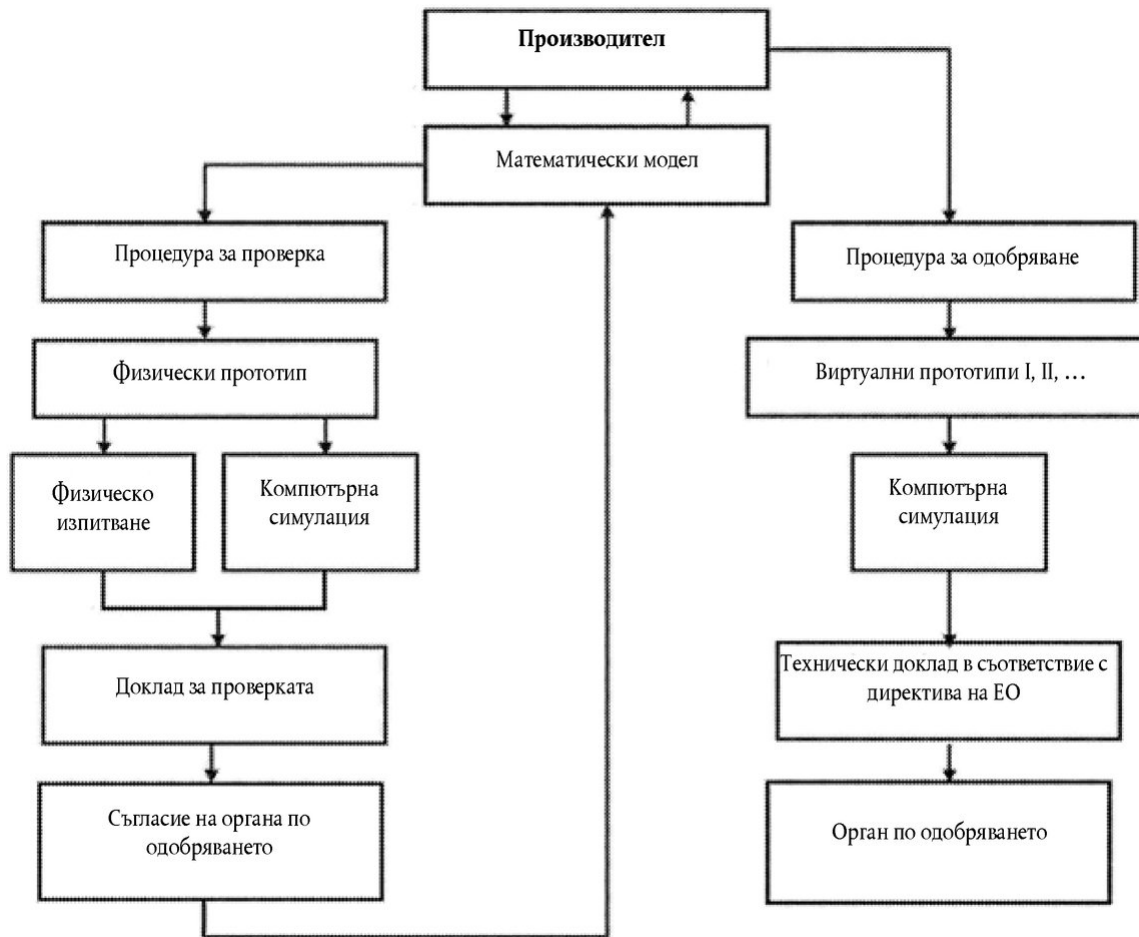 Производител
Математически модел
Процедура за проверка
Процедура за одобряване
Физически прототип
Виртуални прототипи I, II, …
Физическо
изпитване
Компютърна
симулация
Компютърна
симулация
Доклад за проверката
Технически доклад в съответствие с
директива на ЕО
Съгласие на органа по
одобряването
Орган по одобряването